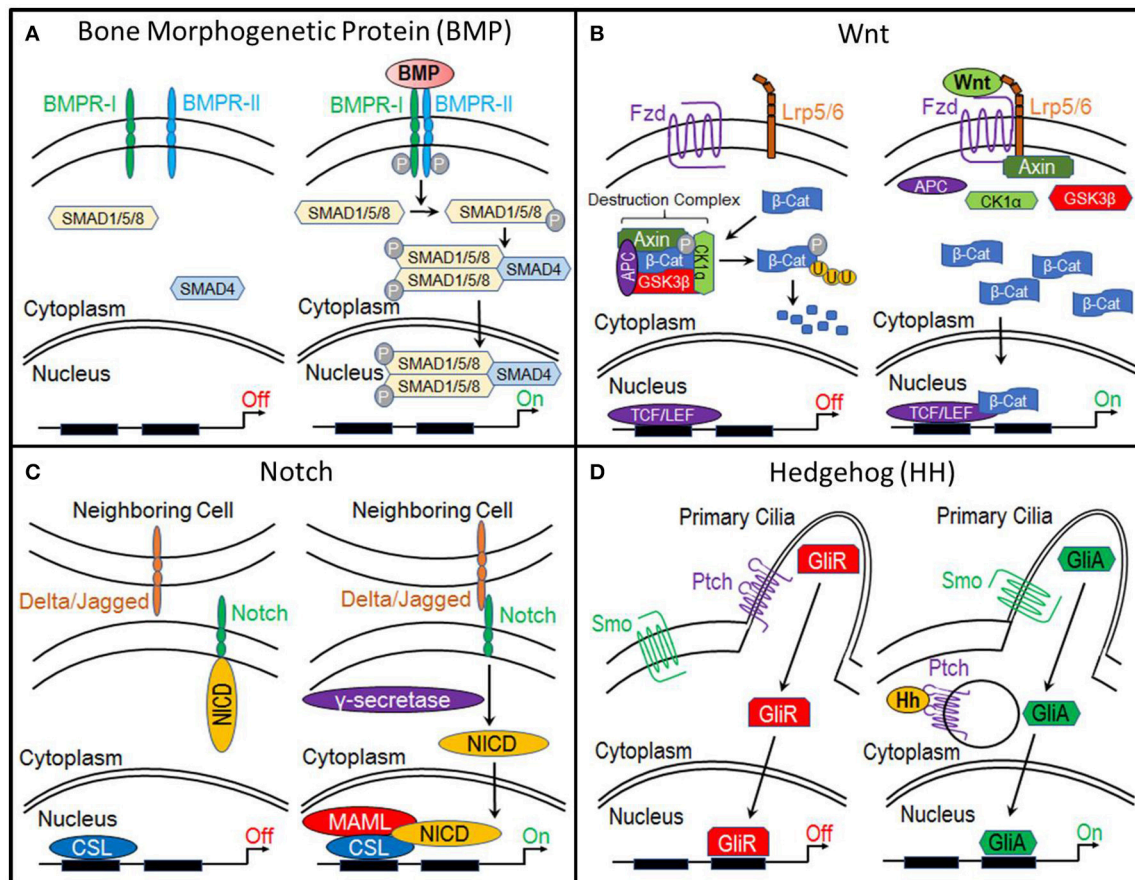 A
Bone Morphogenetic Protein (BMP)
BMPR-I
BMPR-II
SMAD1/5/8
SMAD4
Cytoplasm
Nucleus
Off
BMP
BMPR-I
BMPR-II
P
P
SMAD1/5/8
SMAD1/5/8
P
P
SMAD1/5/8
SMAD1/5/8
SMAD4
P
Cytoplasm
P
Nucleus
SMAD1/5/8
SMAD1/5/8
SMAD4
P
On
B
Wnt
Fzd
Lrp5/6
Destruction Complex
β-Cat
Axin
P
APC
β-Cat
CK1α
GSK3β
β-Cat
P
U
U
U
Cytoplasm
Nucleus
TCF/LEF
Off
Wnt
Fzd
Lrp5/6
Axin
APC
CK1α
GSK3β
β-Cat
β-Cat
β-Cat
β-Cat
Cytoplasm
Nucleus
β-Cat
TCF/LEF
On
C
Notch
Neighboring Cell
Delta/Jagged
Notch
NICD
Cytoplasm
Nucleus
CSL
Off
Neighboring Cell
Delta/Jagged
Notch
γ-secretase
NICD
Cytoplasm
MAML
NICD
CSL
On
D
Hedgehog (HH)
Primary Cilia
Ptch
GliR
Smo
GliR
Cytoplasm
Nucleus
GliR
Off
Primary Cilia
Smo
GliA
Ptch
Hh
GliA
Cytoplasm
Nucleus
GliA
On